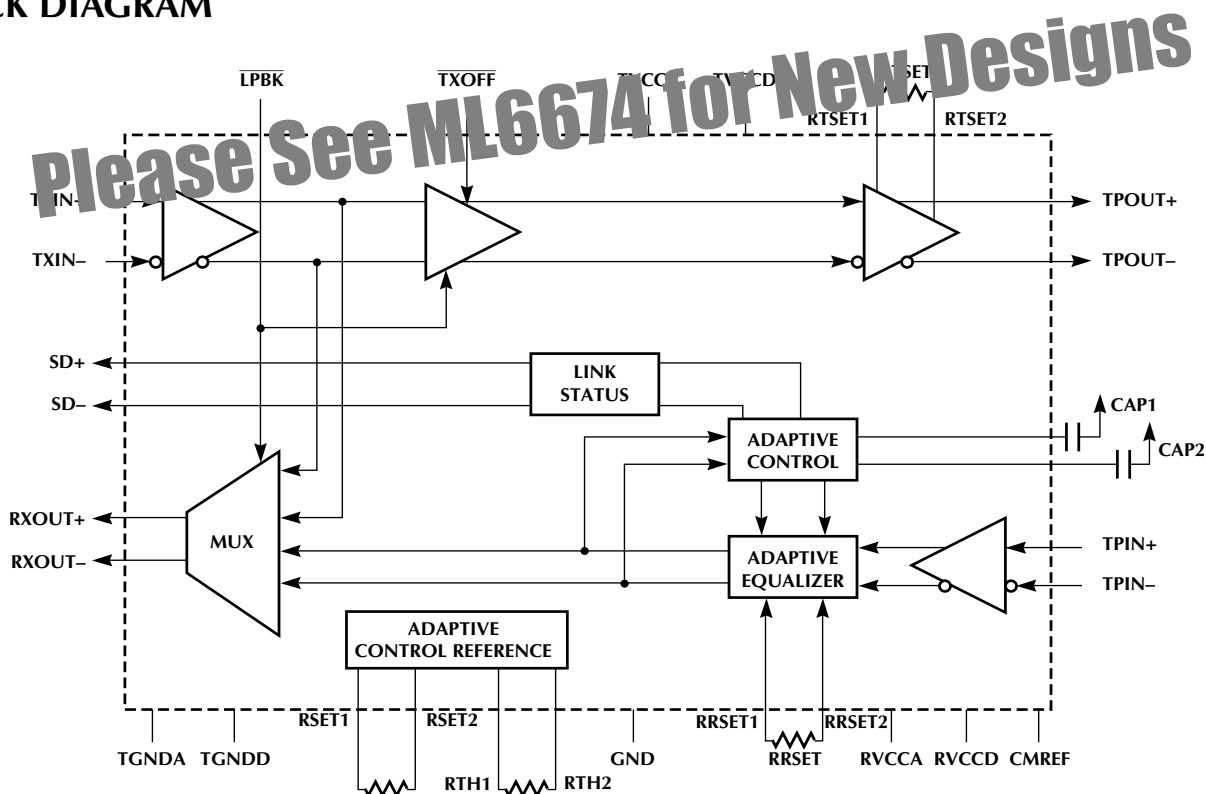 CK DIAGRAM
Please See ML6674 for New Designs
LPBK
TXOFF
RTSET1
RTSET2
TPOUT+
TXIN–
TPOUT–
SD+
LINK
STATUS
SD–
CAP1
ADAPTIVE
CONTROL
CAP2
RXOUT+
MUX
RXOUT–
ADAPTIVE
EQUALIZER
TPIN+
TPIN–
ADAPTIVE
CONTROL REFERENCE
RSET1
RSET2
RRSET1
RRSET2
TGNDA
TGNDD
GND
RRSET
RVCCA
RVCCD
CMREF
RTH1
RTH2